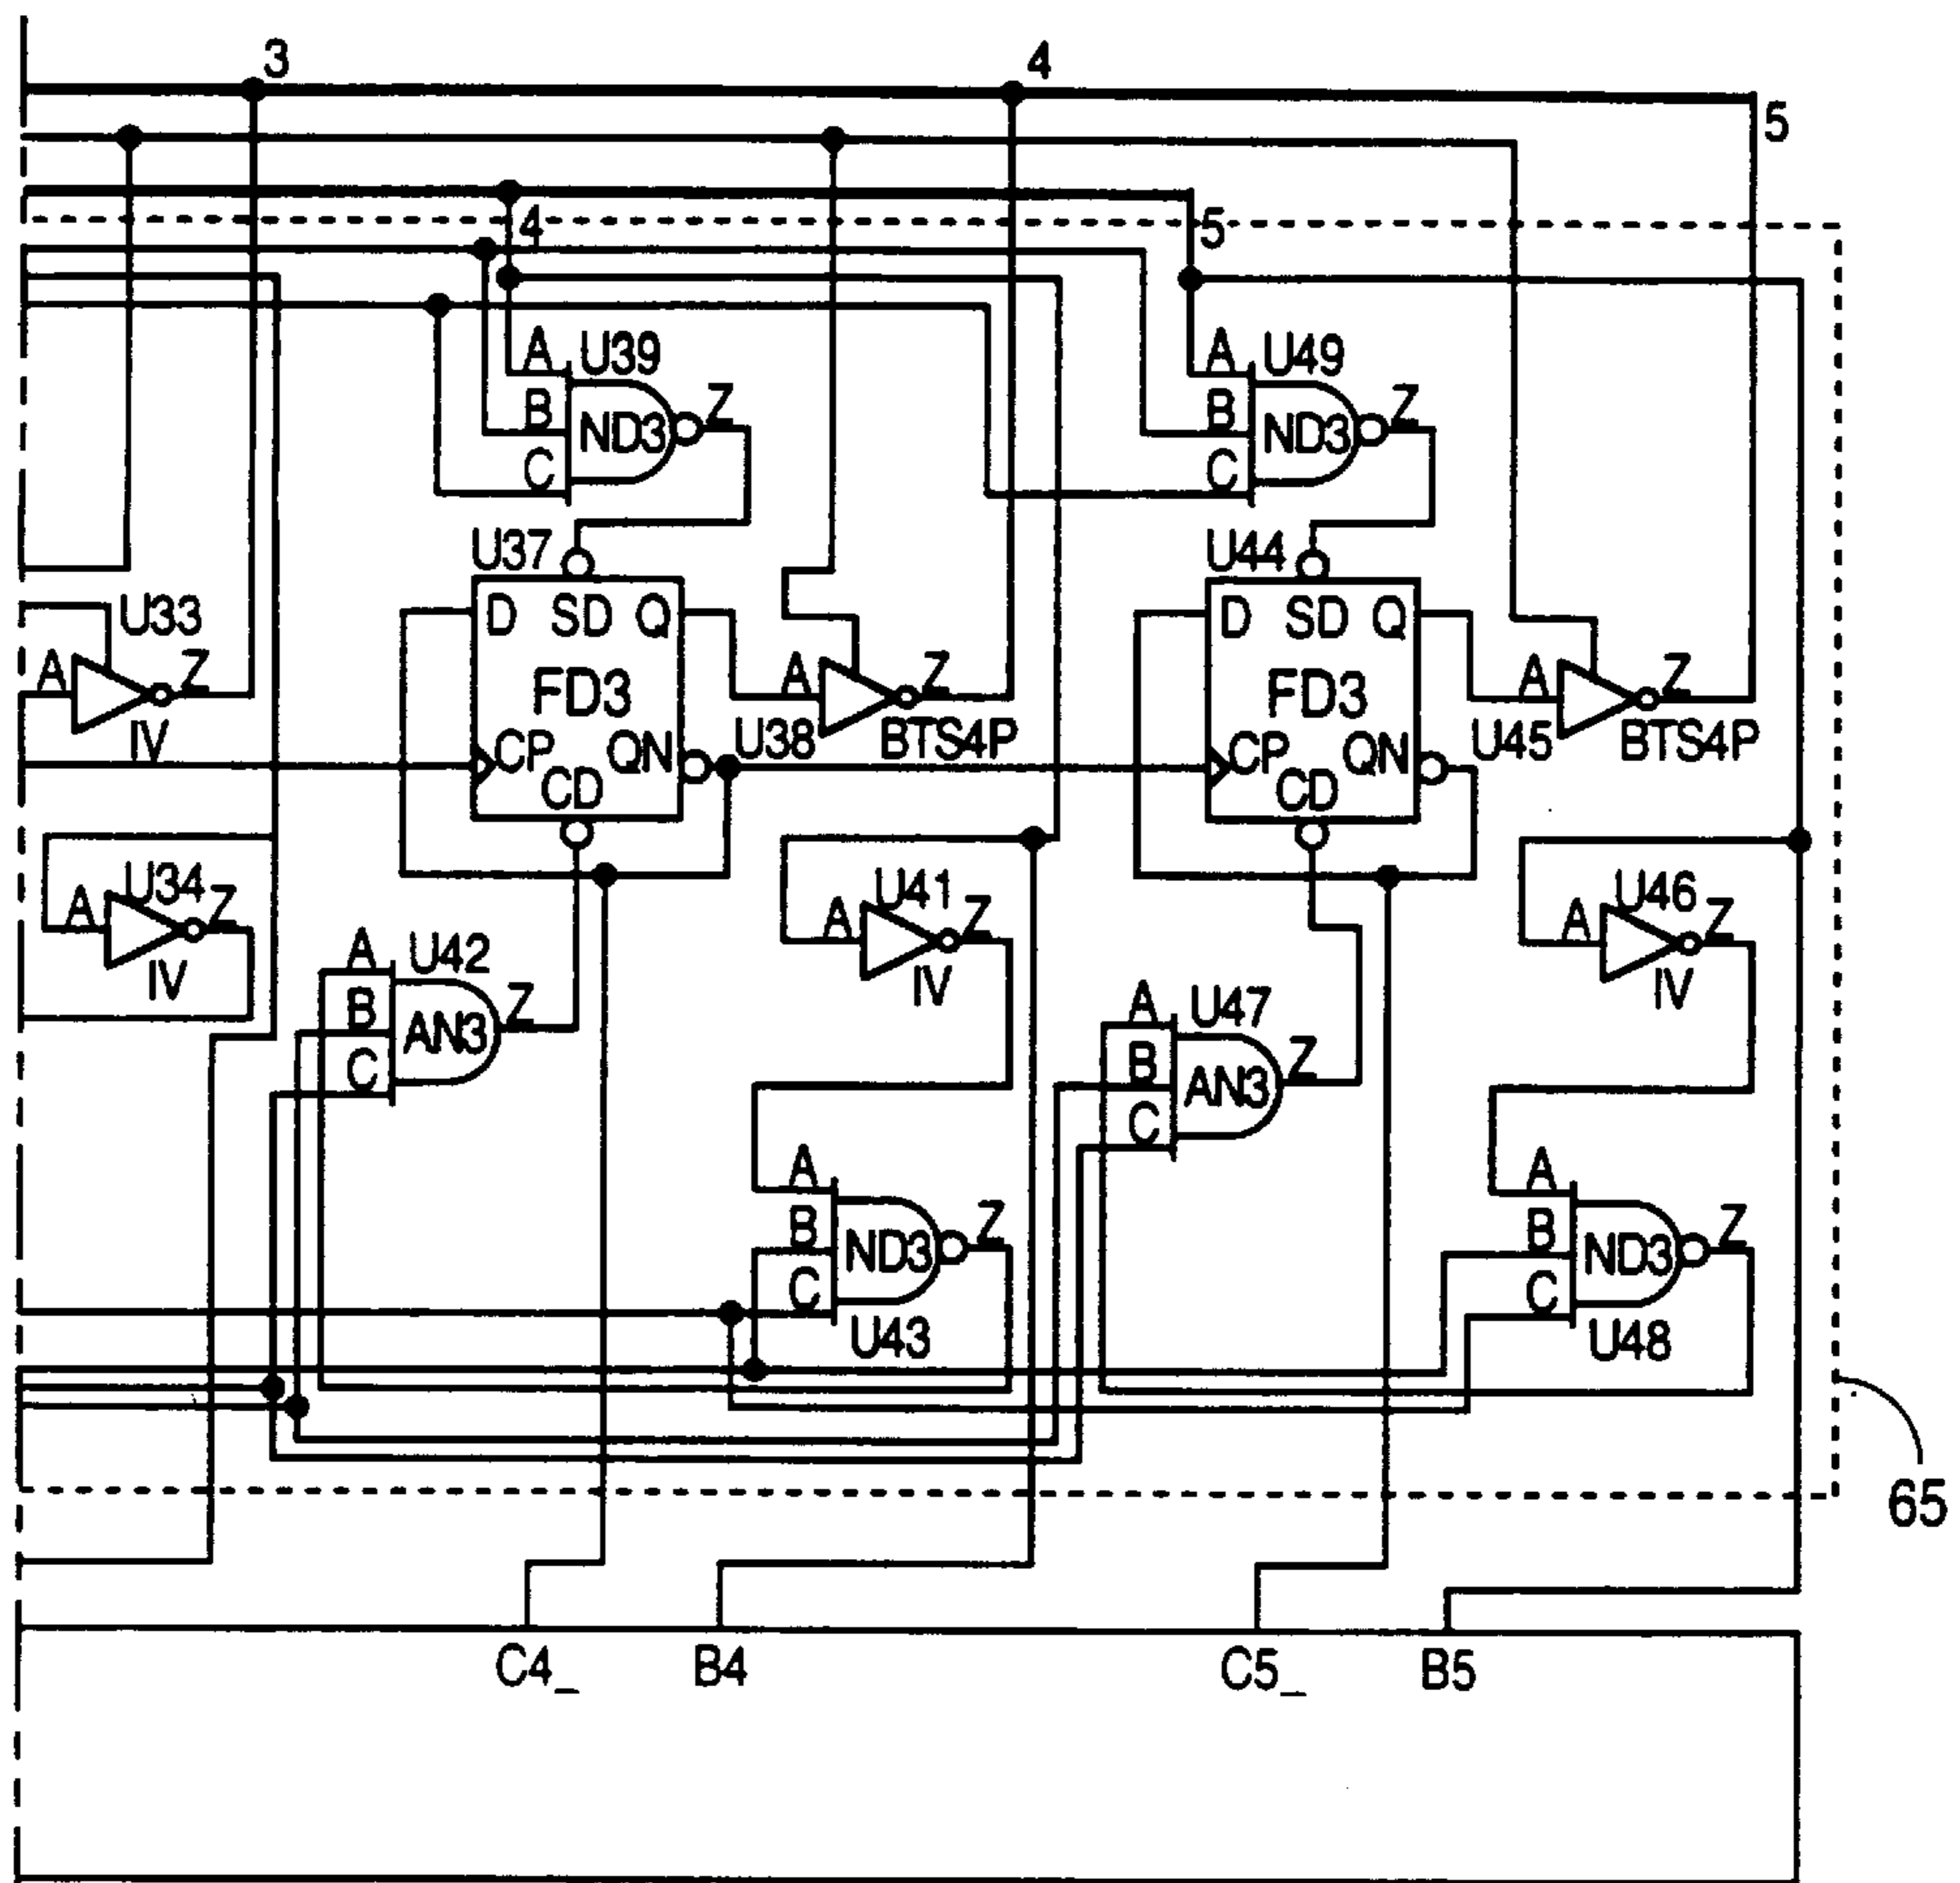 3
4
5
4
5
A
U39
B
ND3
Z
C
A
U49
B
ND3
Z
C
U37
D
SD
Q
FD3
CP
QN
CD
U44
D
SD
Q
FD3
CP
QN
CD
U33
A
Z
IV
A
Z
U38
BTS4P
A
Z
U45
BTS4P
U34
A
Z
IV
A
U42
B
AN3
Z
C
U41
A
Z
IV
A
U47
B
AN3
Z
C
U46
A
Z
IV
A
B
ND3
Z
C
U43
A
B
ND3
Z
C
U48
65
C4_
B4
C5_
B5